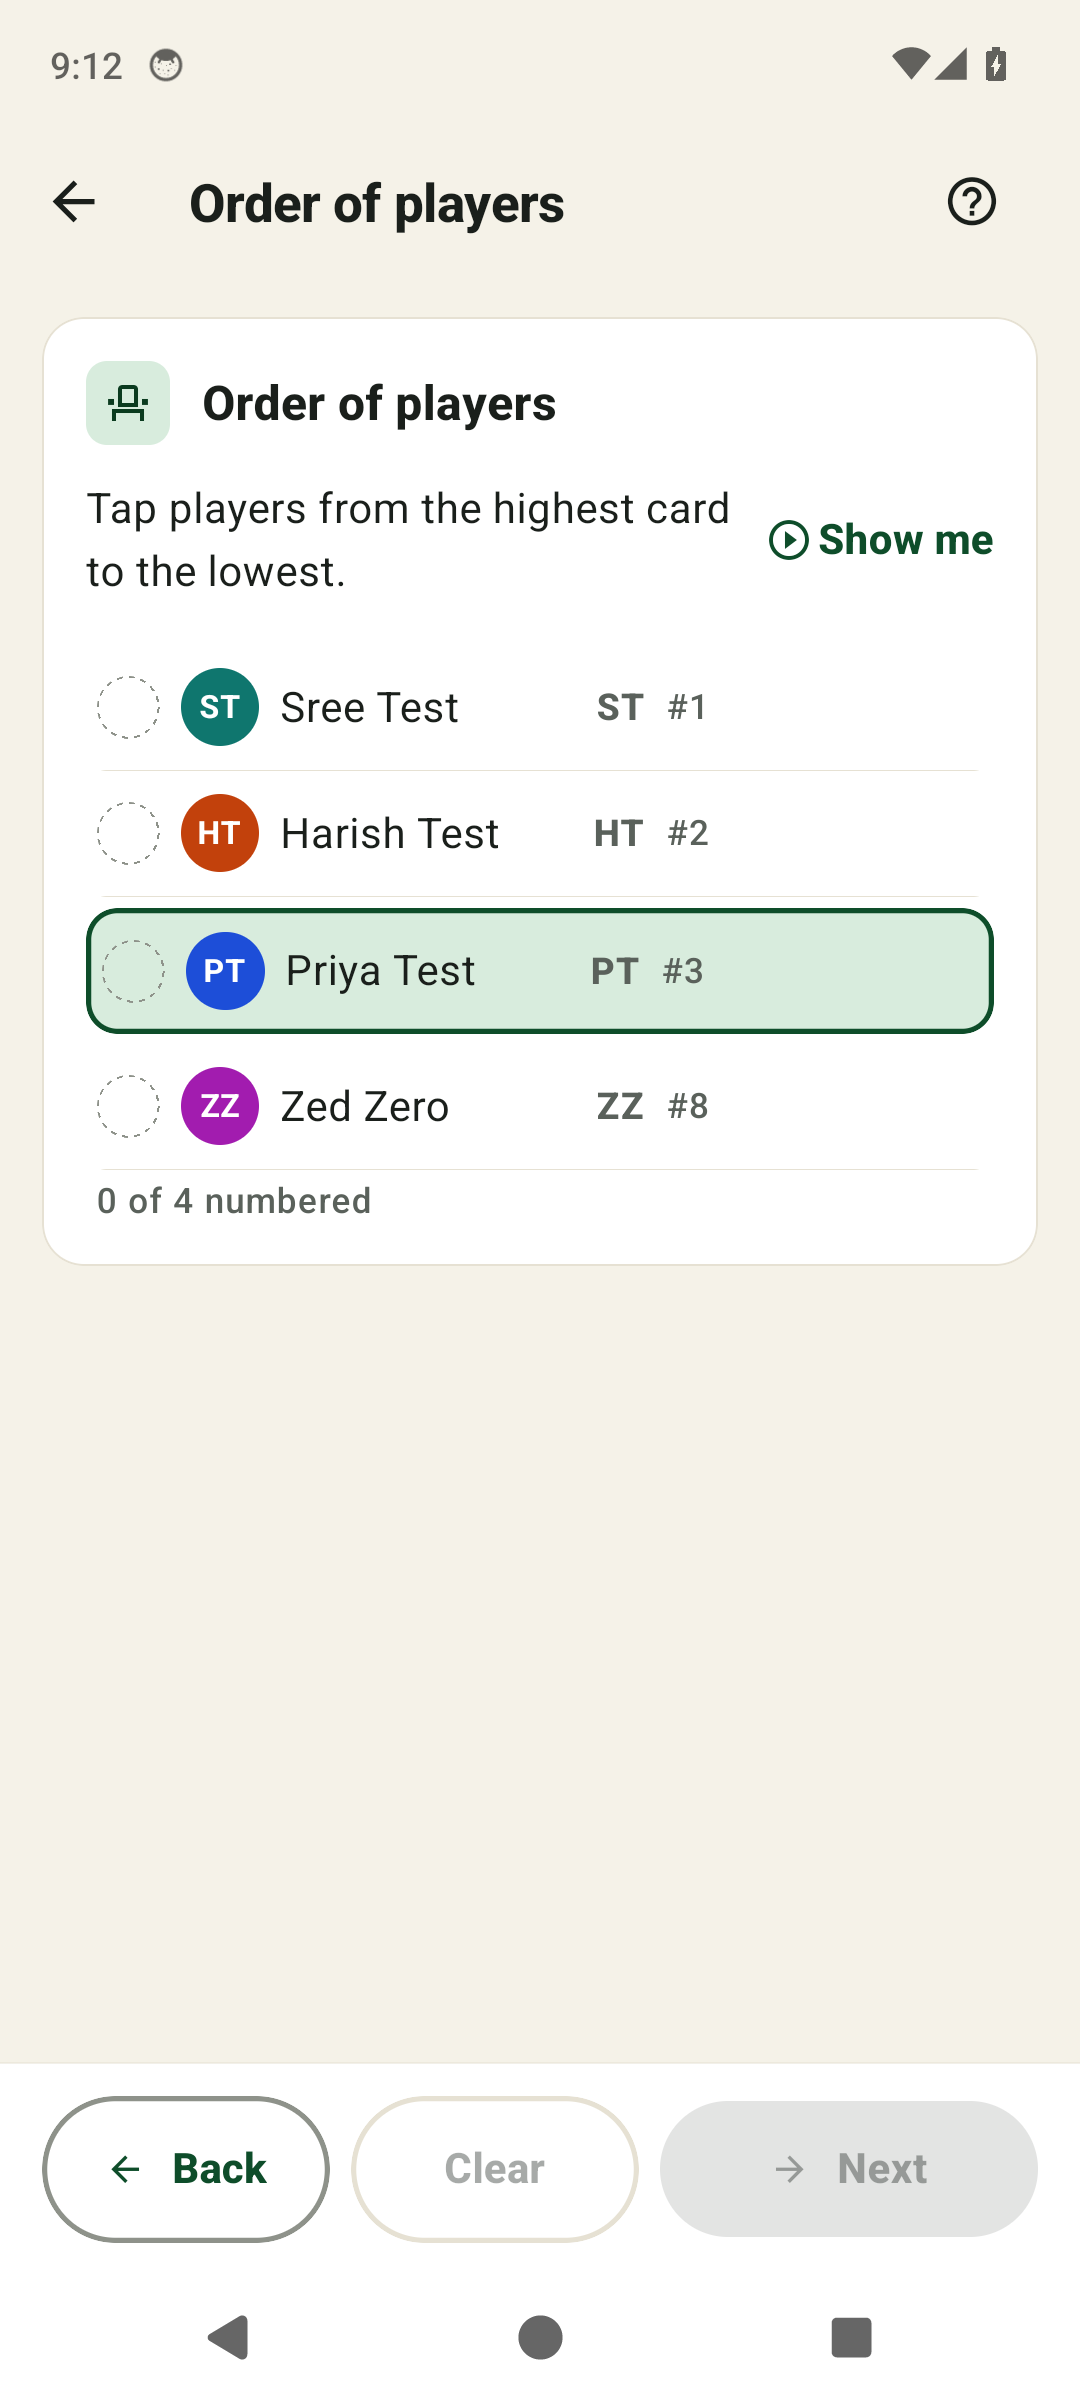 9:12
Order of players
Order of players
Tap players from the highest card
to the lowest.
Show me
ST Sree Test ST #1
HT Harish Test HT #2
PT Priya Test PT #3
ZZ Zed Zero ZZ #8
0 of 4 numbered
Back Clear Next